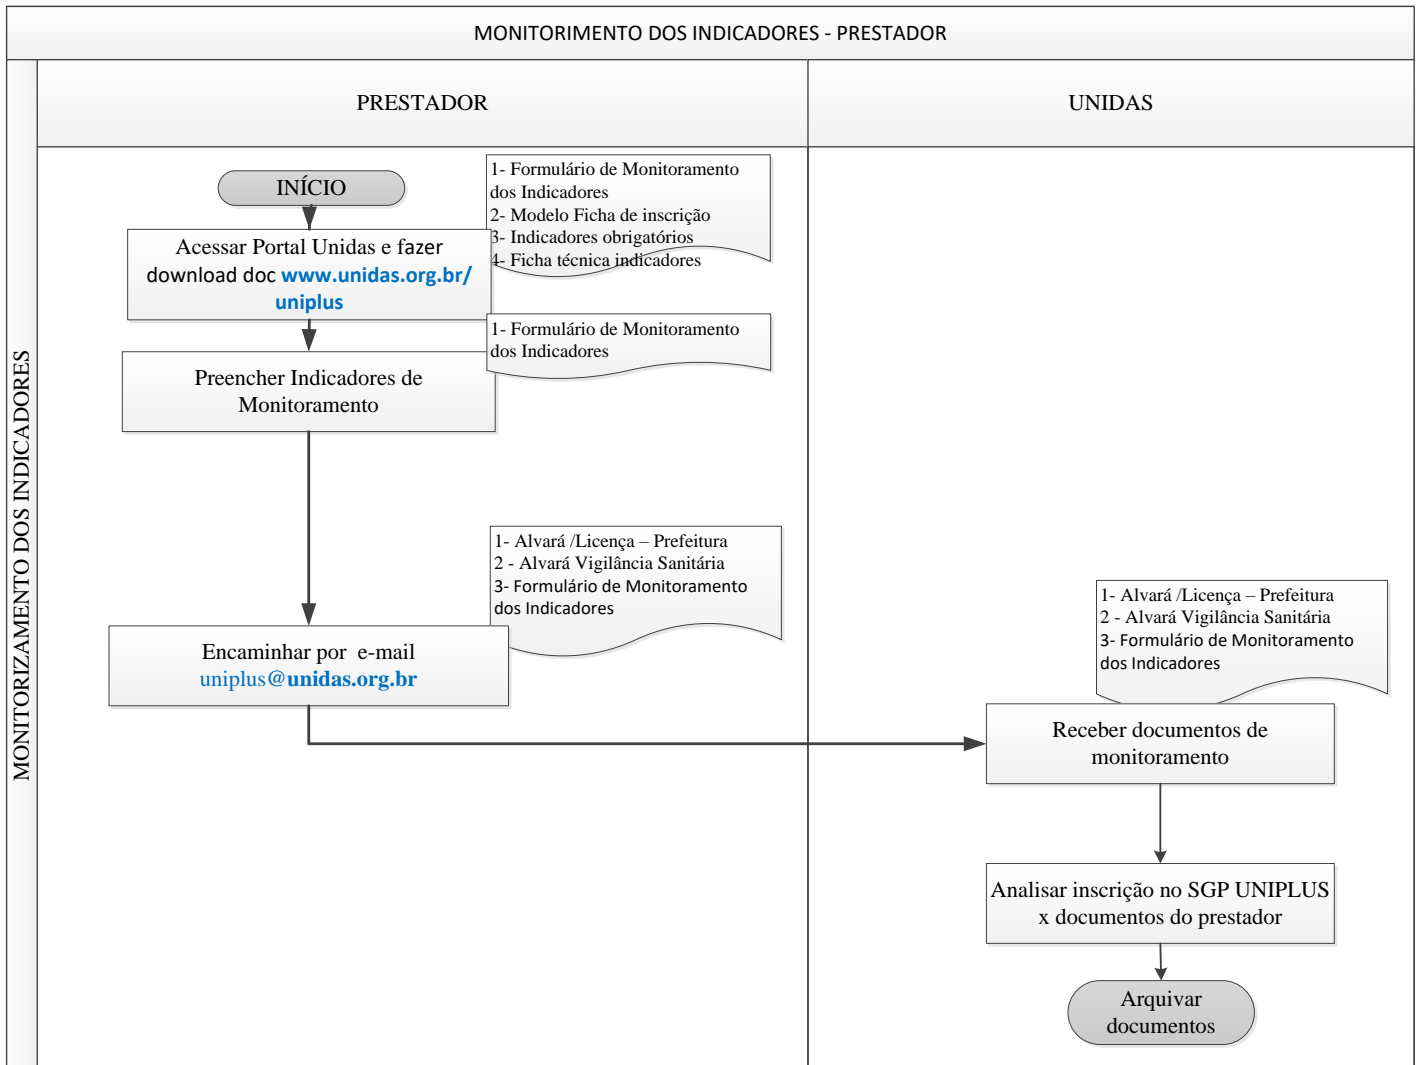 MONITORIMENTO DOS INDICADORES - PRESTADOR
MONITORIZAMENTO DOS INDICADORES
PRESTADOR
UNIDAS
INÍCIO
1- Formulário de Monitoramento
dos Indicadores
2- Modelo Ficha de inscrição
3- Indicadores obrigatórios
4- Ficha técnica indicadores
Acessar Portal Unidas e fazer
download doc www.unidas.org.br/
uniplus
1- Formulário de Monitoramento
dos Indicadores
Preencher Indicadores de
Monitoramento
1- Alvará /Licença – Prefeitura
2 - Alvará Vigilância Sanitária
3- Formulário de Monitoramento
dos Indicadores
Encaminhar por  e-mail
uniplus@unidas.org.br
1- Alvará /Licença – Prefeitura
2 - Alvará Vigilância Sanitária
3- Formulário de Monitoramento
dos Indicadores
Receber documentos de
monitoramento
Analisar inscrição no SGP UNIPLUS
x documentos do prestador
Arquivar
documentos